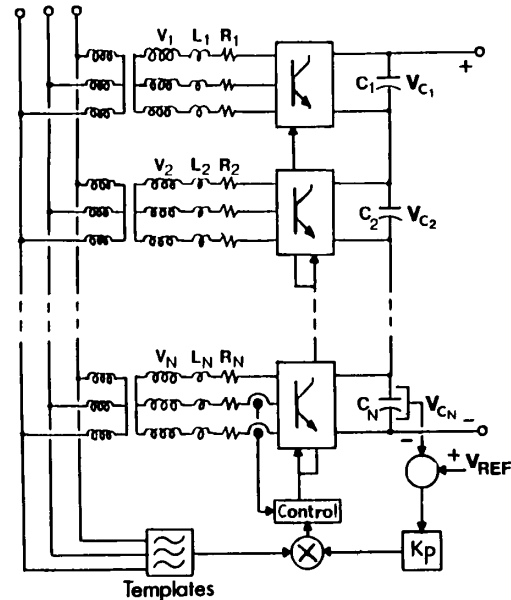 V1 L1 R1
+
C1 VC1
V2 L2 R2
C2 VC2
VN LN RN
CN VCN
-
-
+ VREF
Control
Kp
X
Templates